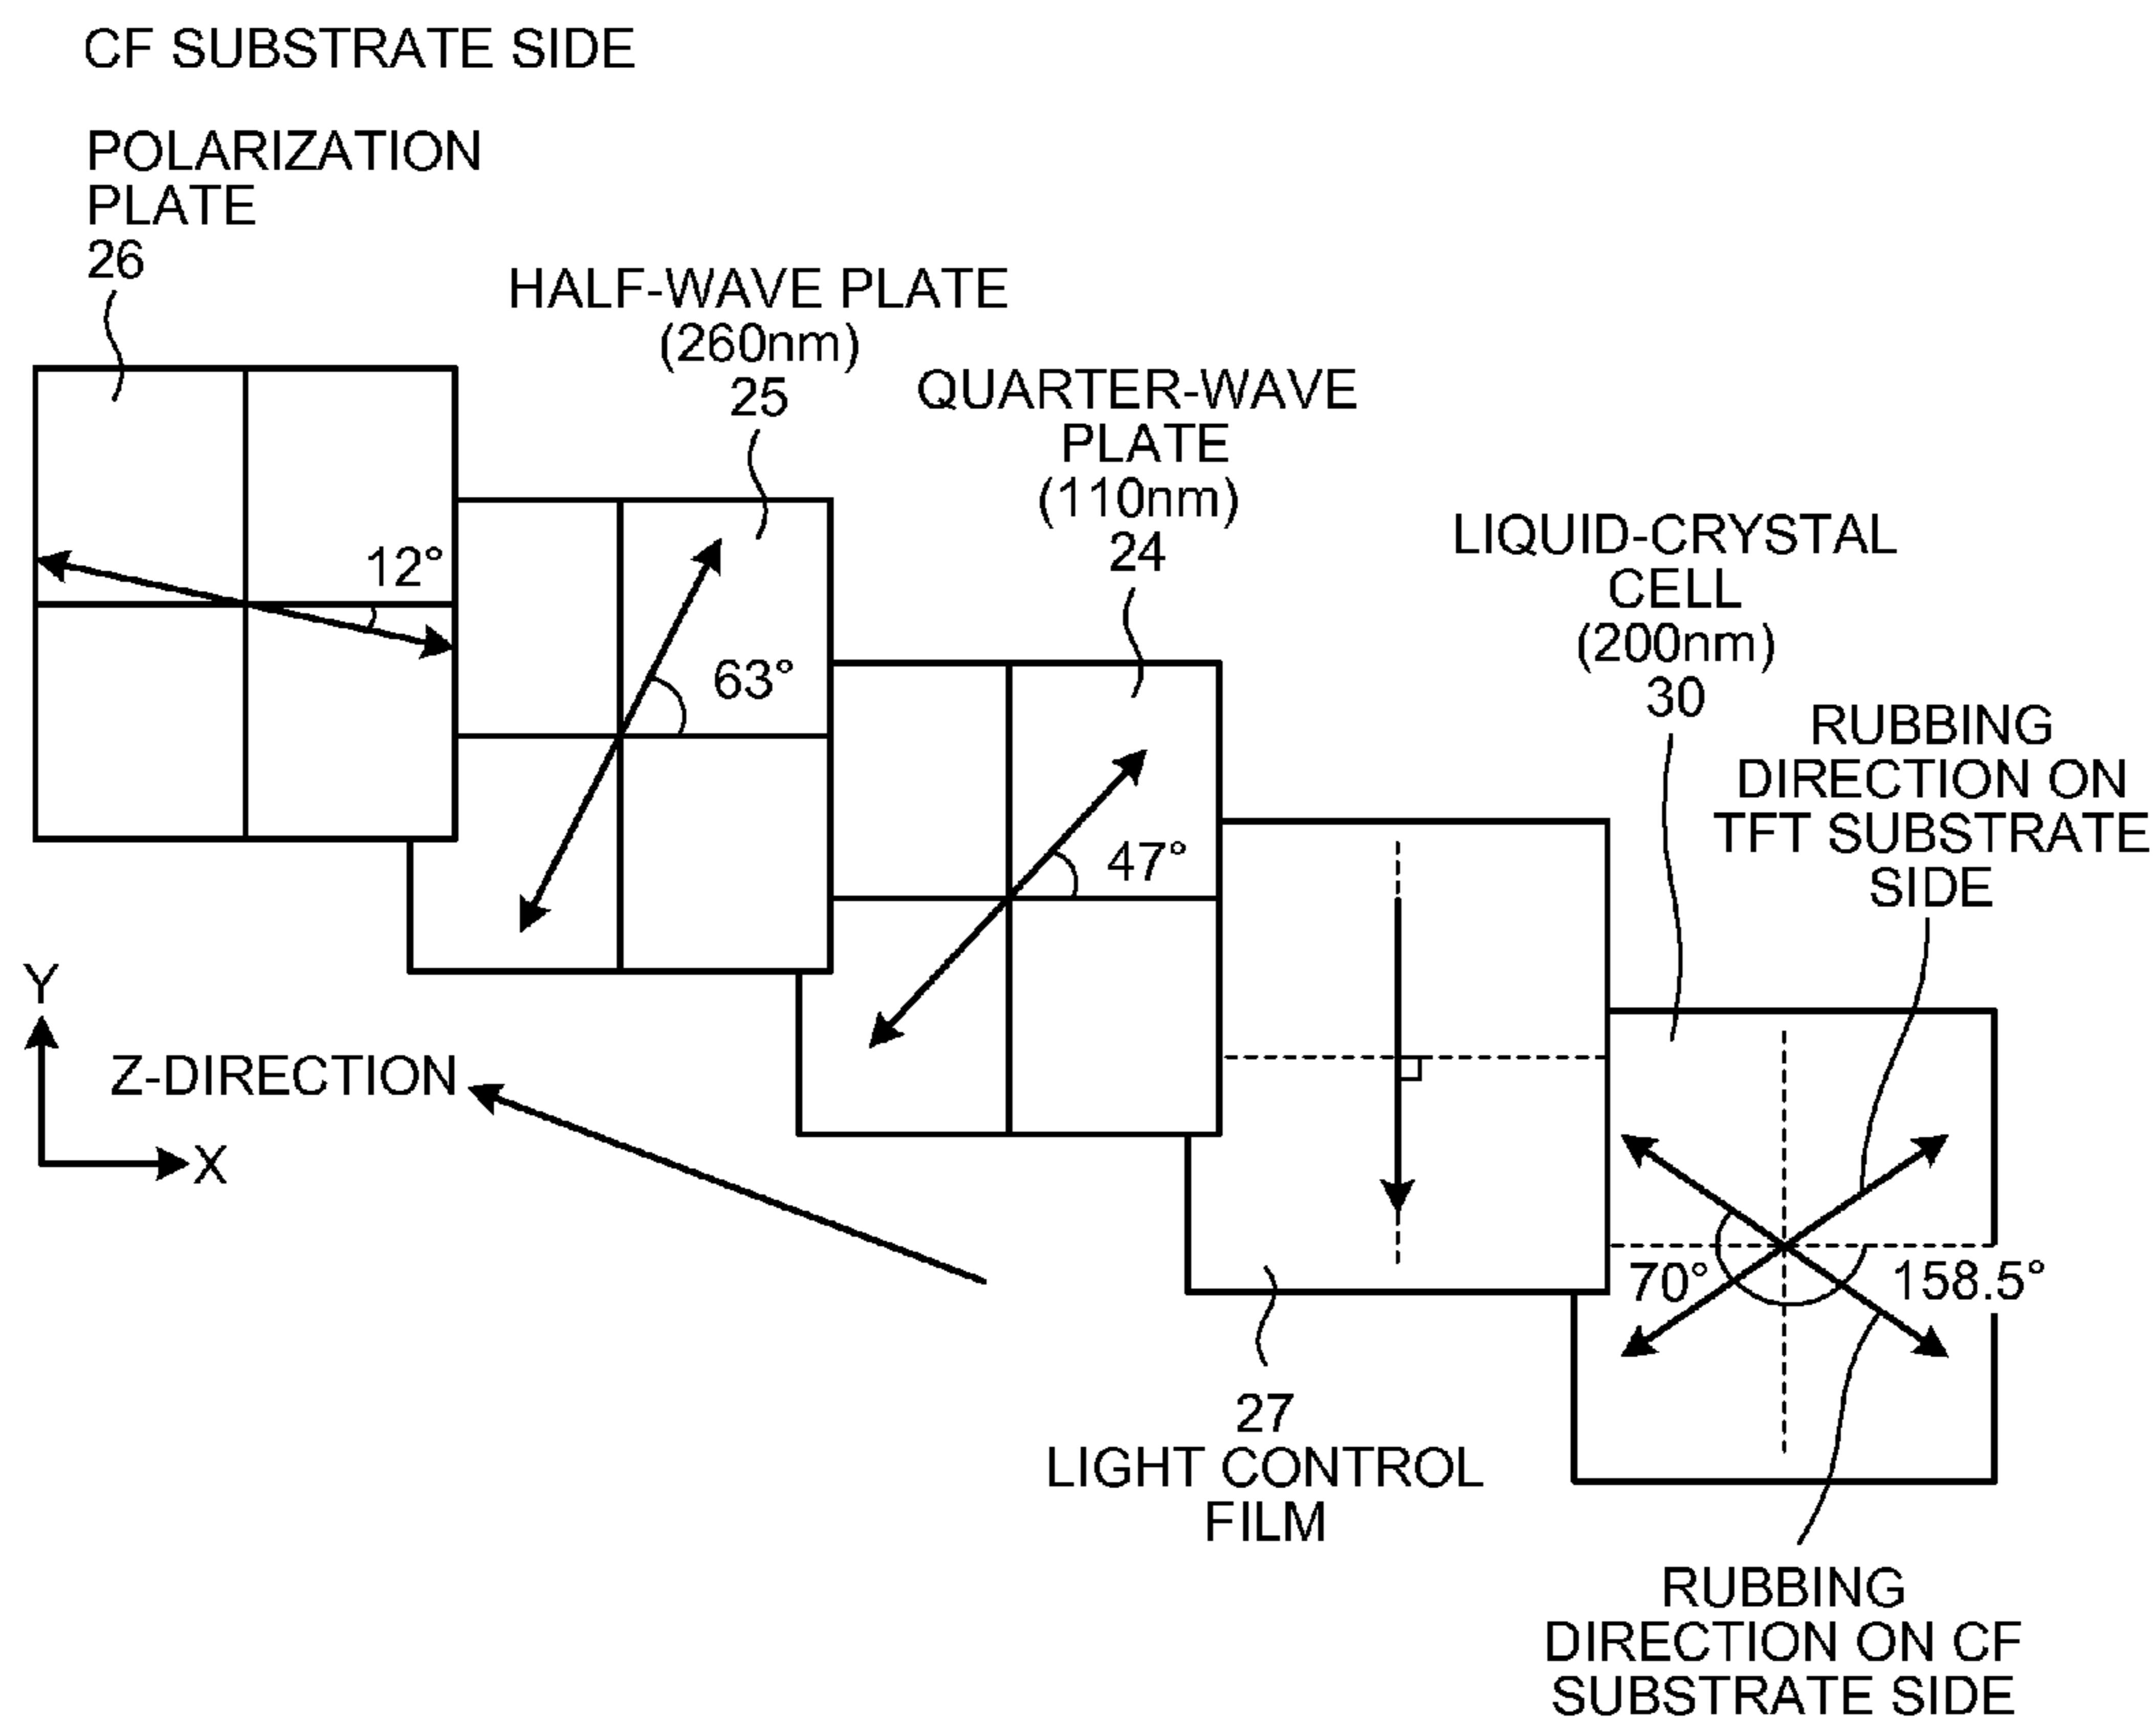 CF SUBSTRATE SIDE
POLARIZATION
PLATE
26
HALF-WAVE PLATE
(260nm)
25
QUARTER-WAVE
PLATE
(110nm)
24
LIQUID-CRYSTAL
CELL
(200nm)
30
RUBBING
DIRECTION ON
TFT SUBSTRATE
SIDE
12°
63°
47°
70°
158.5°
Y
X
Z-DIRECTION
27
LIGHT CONTROL
FILM
RUBBING
DIRECTION ON CF
SUBSTRATE SIDE